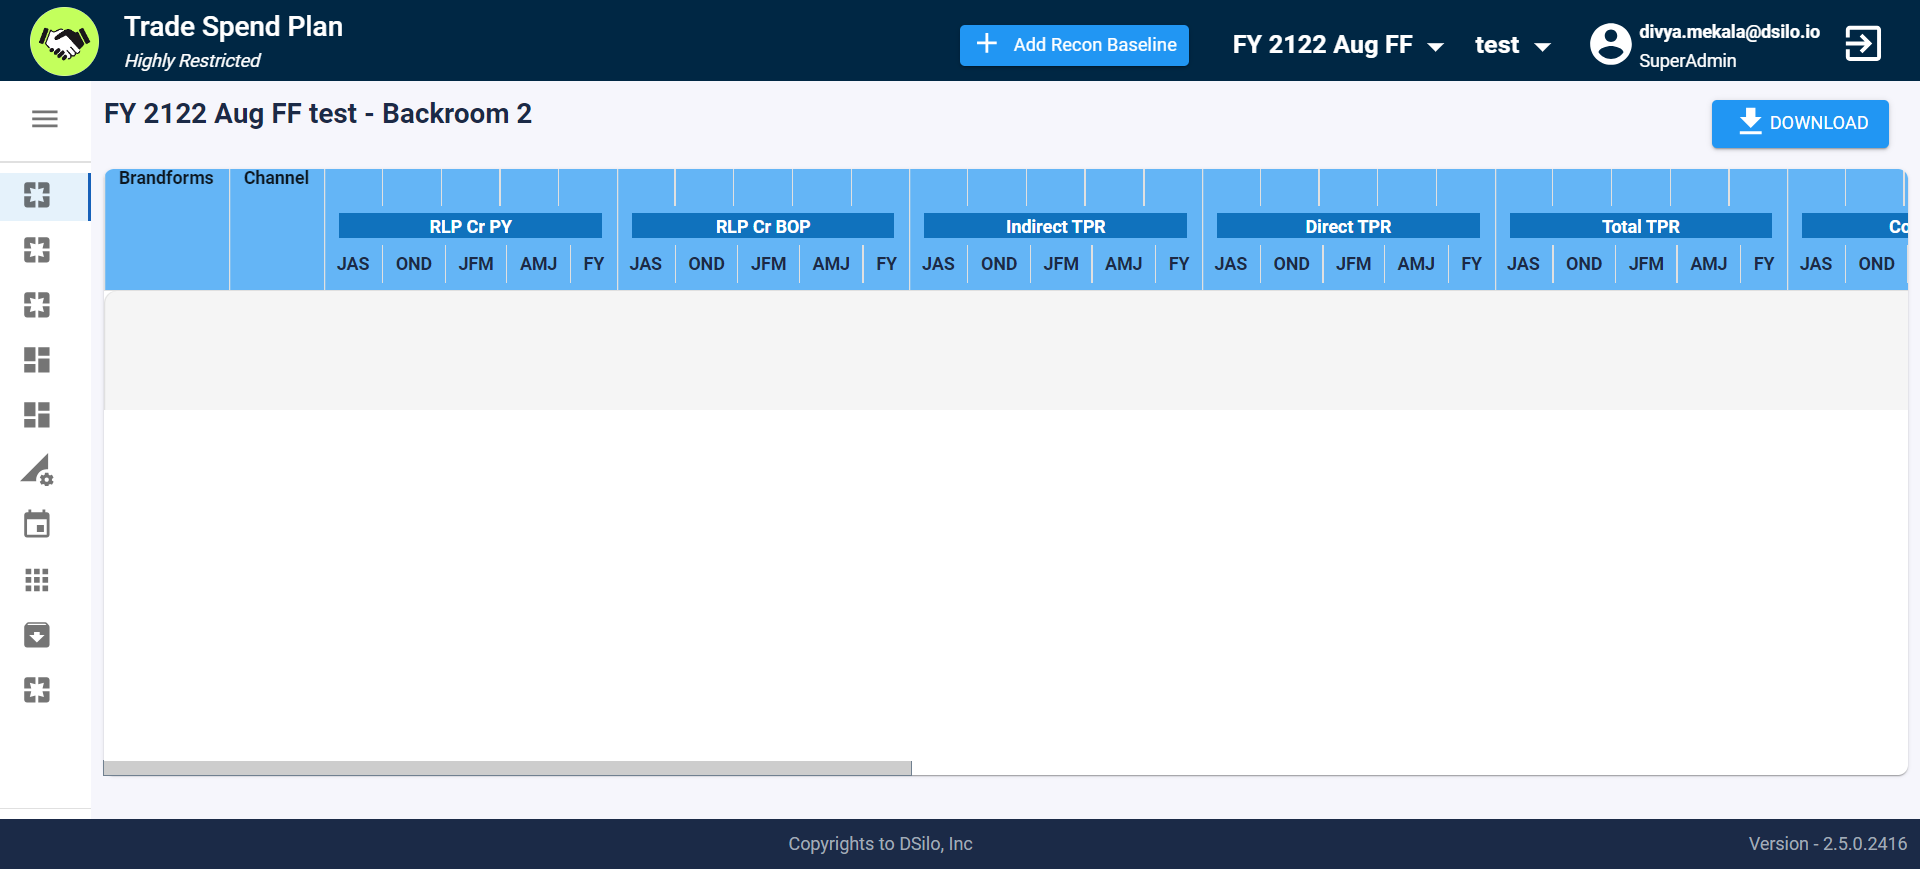 Trade Spend Plan
Highly Restricted
Add Recon Baseline
FY 2122 Aug FF
test
divya.mekala@dsilo.io
SuperAdmin
FY 2122 Aug FF test - Backroom 2
DOWNLOAD
Brandforms Channel
RLP Cr PY RLP Cr BOP Indirect TPR Direct TPR Total TPR Co
JAS OND JFM AMJ FY JAS OND JFM AMJ FY JAS OND JFM AMJ FY JAS OND JFM AMJ FY JAS OND JFM AMJ FY JAS OND
Copyrights to DSilo, Inc
Version - 2.5.0.2416